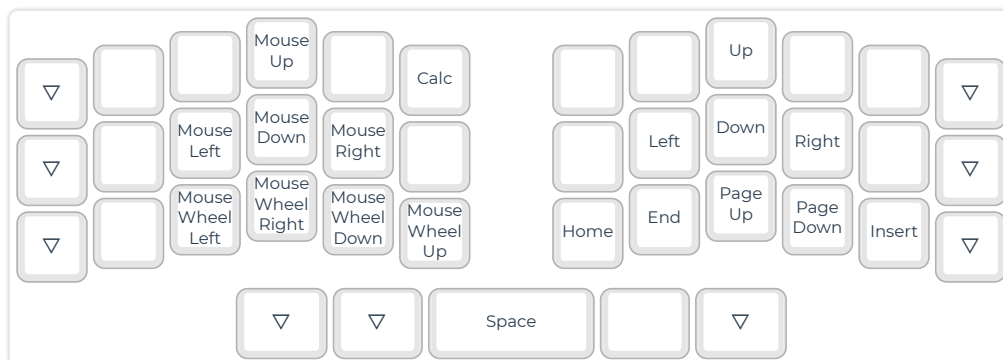 Mouse
Up
Calc
Up
▽
▽
Mouse
Left
Mouse
Down
Mouse
Right
Left
Down
Right
▽
▽
Mouse
Wheel
Left
Mouse
Wheel
Right
Mouse
Wheel
Down
Mouse
Wheel
Up
Home
End
Page
Up
Page
Down
Insert
▽
▽
▽
▽
Space
▽